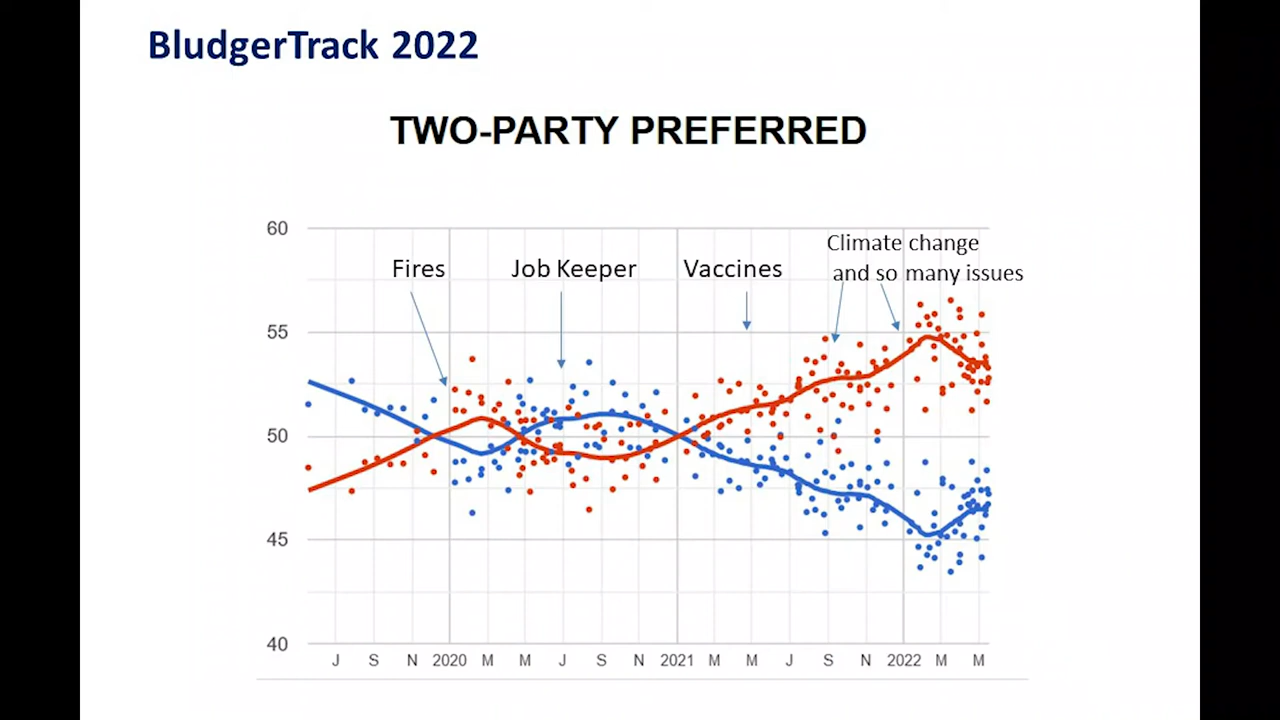 BludgerTrack 2022
TWO-PARTY PREFERRED
60
Climate change
Fires Job Keeper Vaccines and so many issues
55
50
45
40
J S N 2020 M M J S N 2021 M M J S N 2022 M M